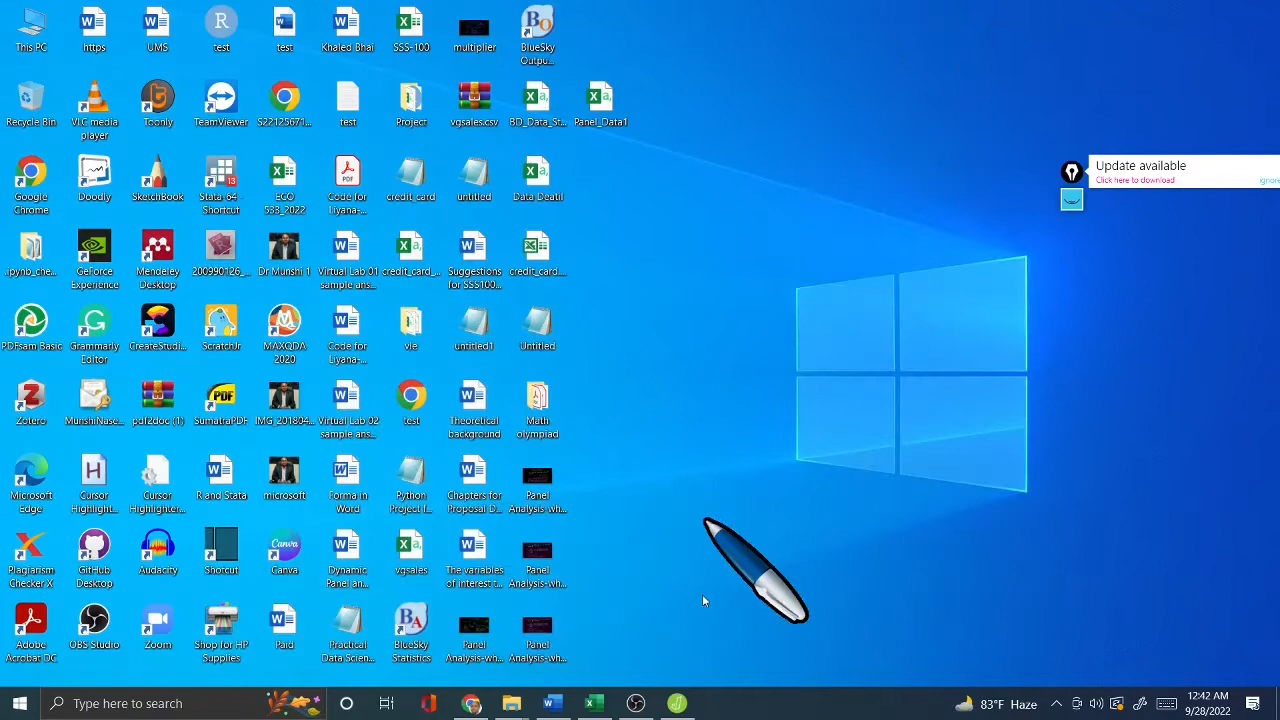 This PC
https
UMS
test
test
Khaled Bhai
SSS-100
multiplier
BlueSky
Outpu...
Recycle Bin
VLC media
player
Toonly
TeamViewer
S22125671...
test
Project
vgsales.csv
BD_Data_St...
Panel_Data1
Update available
Click here to download
ignore
Google
Chrome
Doodly
SketchBook
Stata-64 -
Shortcut
ECO
533_2022
Code for
Liyana-...
credit_card
untitled
Data Deatil
.ipynb_che...
GeForce
Experience
Mendeley
Desktop
200990126_...
Dr Munshi 1
Virtual Lab 01
sample ans...
credit_card_...
Suggestions
for SSS100...
credit_card....
PDFsam Basic
Grammarly
Editor
CreateStudi...
ScratchJr
MAXQDA
2020
Code for
Liyana-...
vie
untitled1
Untitled
Zotero
MunshiNase...
pdf2doc (1)
SumatraPDF
IMG_201804...
Virtual Lab 02
sample ans...
test
Theoretical
background
Math
olympiad
Microsoft
Edge
Cursor
Highlight...
Cursor
Highlighter...
R and Stata
microsoft
Forma in
Word
Python
Project I...
Chapters for
Proposal D...
Panel
Analysis-wh...
Plagiarism
Checker X
GitHub
Desktop
Audacity
Shotcut
Canva
Dynamic
Panel an...
vgsales
The variables
of interest t...
Panel
Analysis-wh...
Adobe
Acrobat DC
OBS Studio
Zoom
Shop for HP
Supplies
Paid
Practical
Data Scien...
BlueSky
Statistics
Panel
Analysis-wh...
Panel
Analysis-wh...
Type here to search
83°F Haze
12:42 AM
9/28/2022